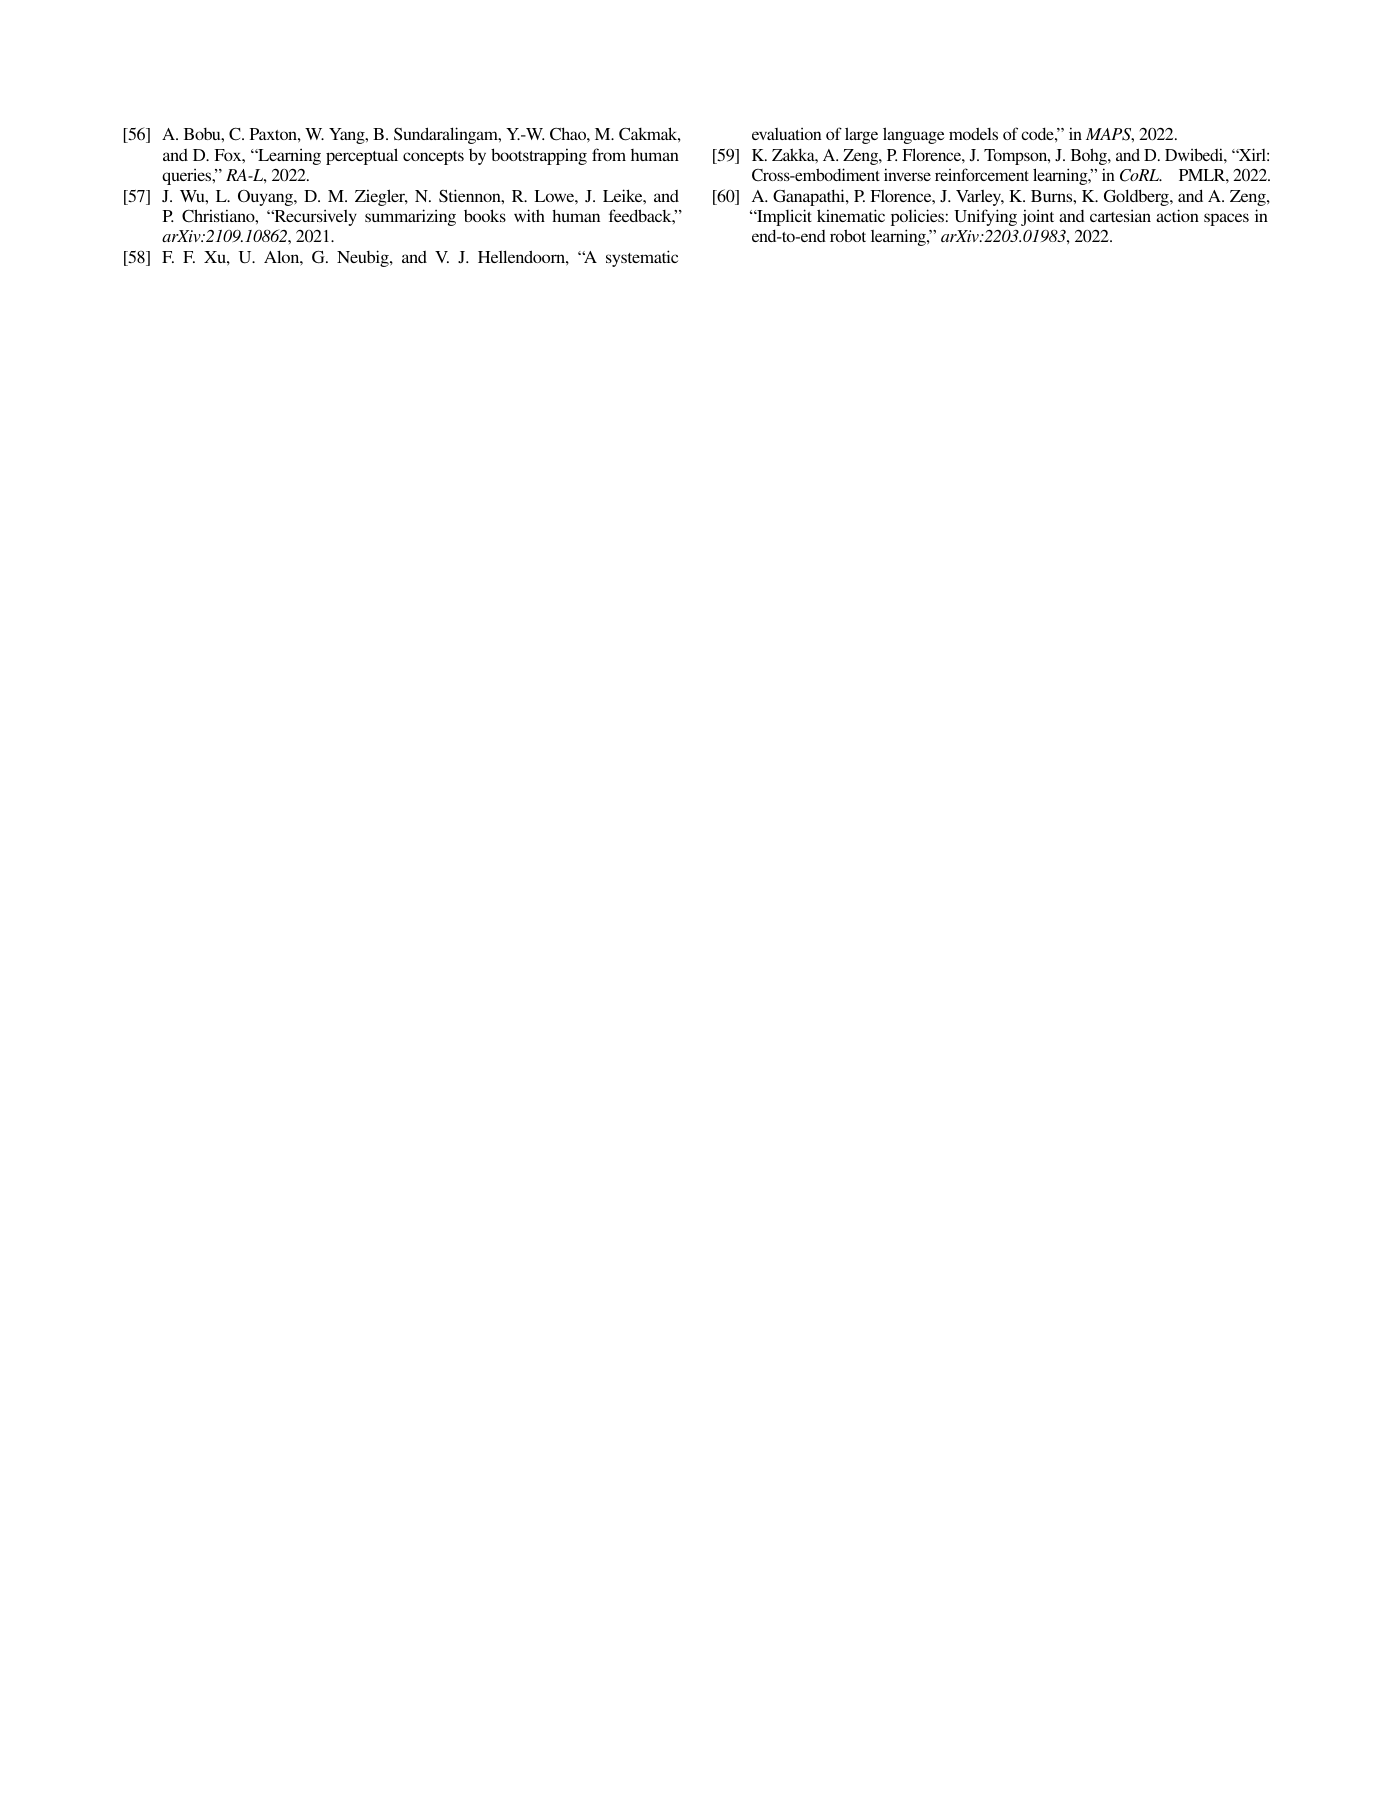 [56] A. Bobu, C. Paxton, W. Yang, B. Sundaralingam, Y.-W. Chao, M. Cakmak,
and D. Fox, “Learning perceptual concepts by bootstrapping from human
queries,” RA-L, 2022.
[57] J. Wu, L. Ouyang, D. M. Ziegler, N. Stiennon, R. Lowe, J. Leike, and
P. Christiano, “Recursively summarizing books with human feedback,”
arXiv:2109.10862, 2021.
[58] F. F. Xu, U. Alon, G. Neubig, and V. J. Hellendoorn, “A systematic
evaluation of large language models of code,” in MAPS, 2022.
[59] K. Zakka, A. Zeng, P. Florence, J. Tompson, J. Bohg, and D. Dwibedi, “Xirl:
Cross-embodiment inverse reinforcement learning,” in CoRL. PMLR, 2022.
[60] A. Ganapathi, P. Florence, J. Varley, K. Burns, K. Goldberg, and A. Zeng,
“Implicit kinematic policies: Unifying joint and cartesian action spaces in
end-to-end robot learning,” arXiv:2203.01983, 2022.